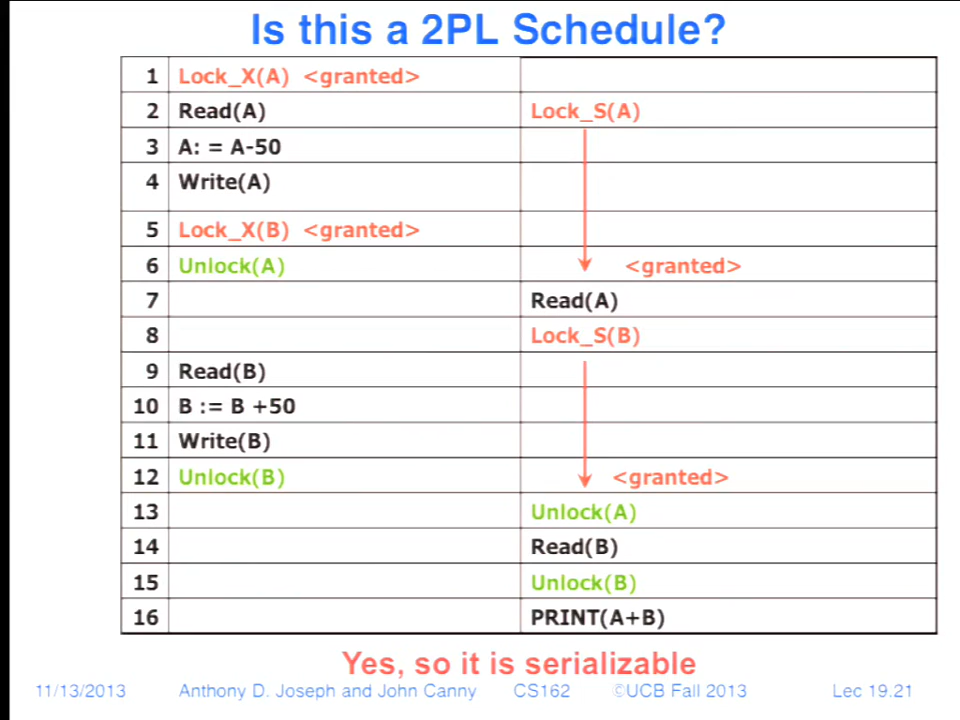 Is this a 2PL Schedule?
1 Lock_X(A) <granted>
2 Read(A) Lock_S(A)
3 A: = A-50
4 Write(A)
5 Lock_X(B) <granted>
6 Unlock(A) <granted>
7 Read(A)
8 Lock_S(B)
9 Read(B)
10 B := B +50
11 Write(B)
12 Unlock(B) <granted>
13 Unlock(A)
14 Read(B)
15 Unlock(B)
16 PRINT(A+B)
Yes, so it is serializable
11/13/2013 Anthony D. Joseph and John Canny CS162 ©UCB Fall 2013 Lec 19.21